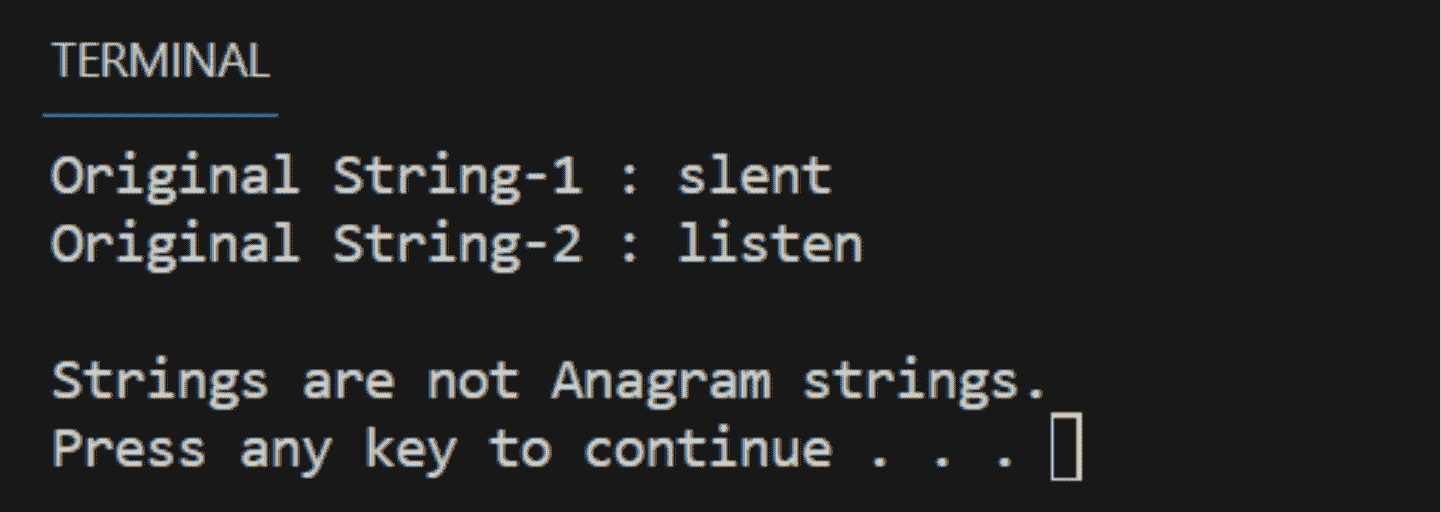 TERMINAL
Original String-1 : slent
Original String-2 : listen
Strings are not Anagram strings.
Press any key to continue . . .